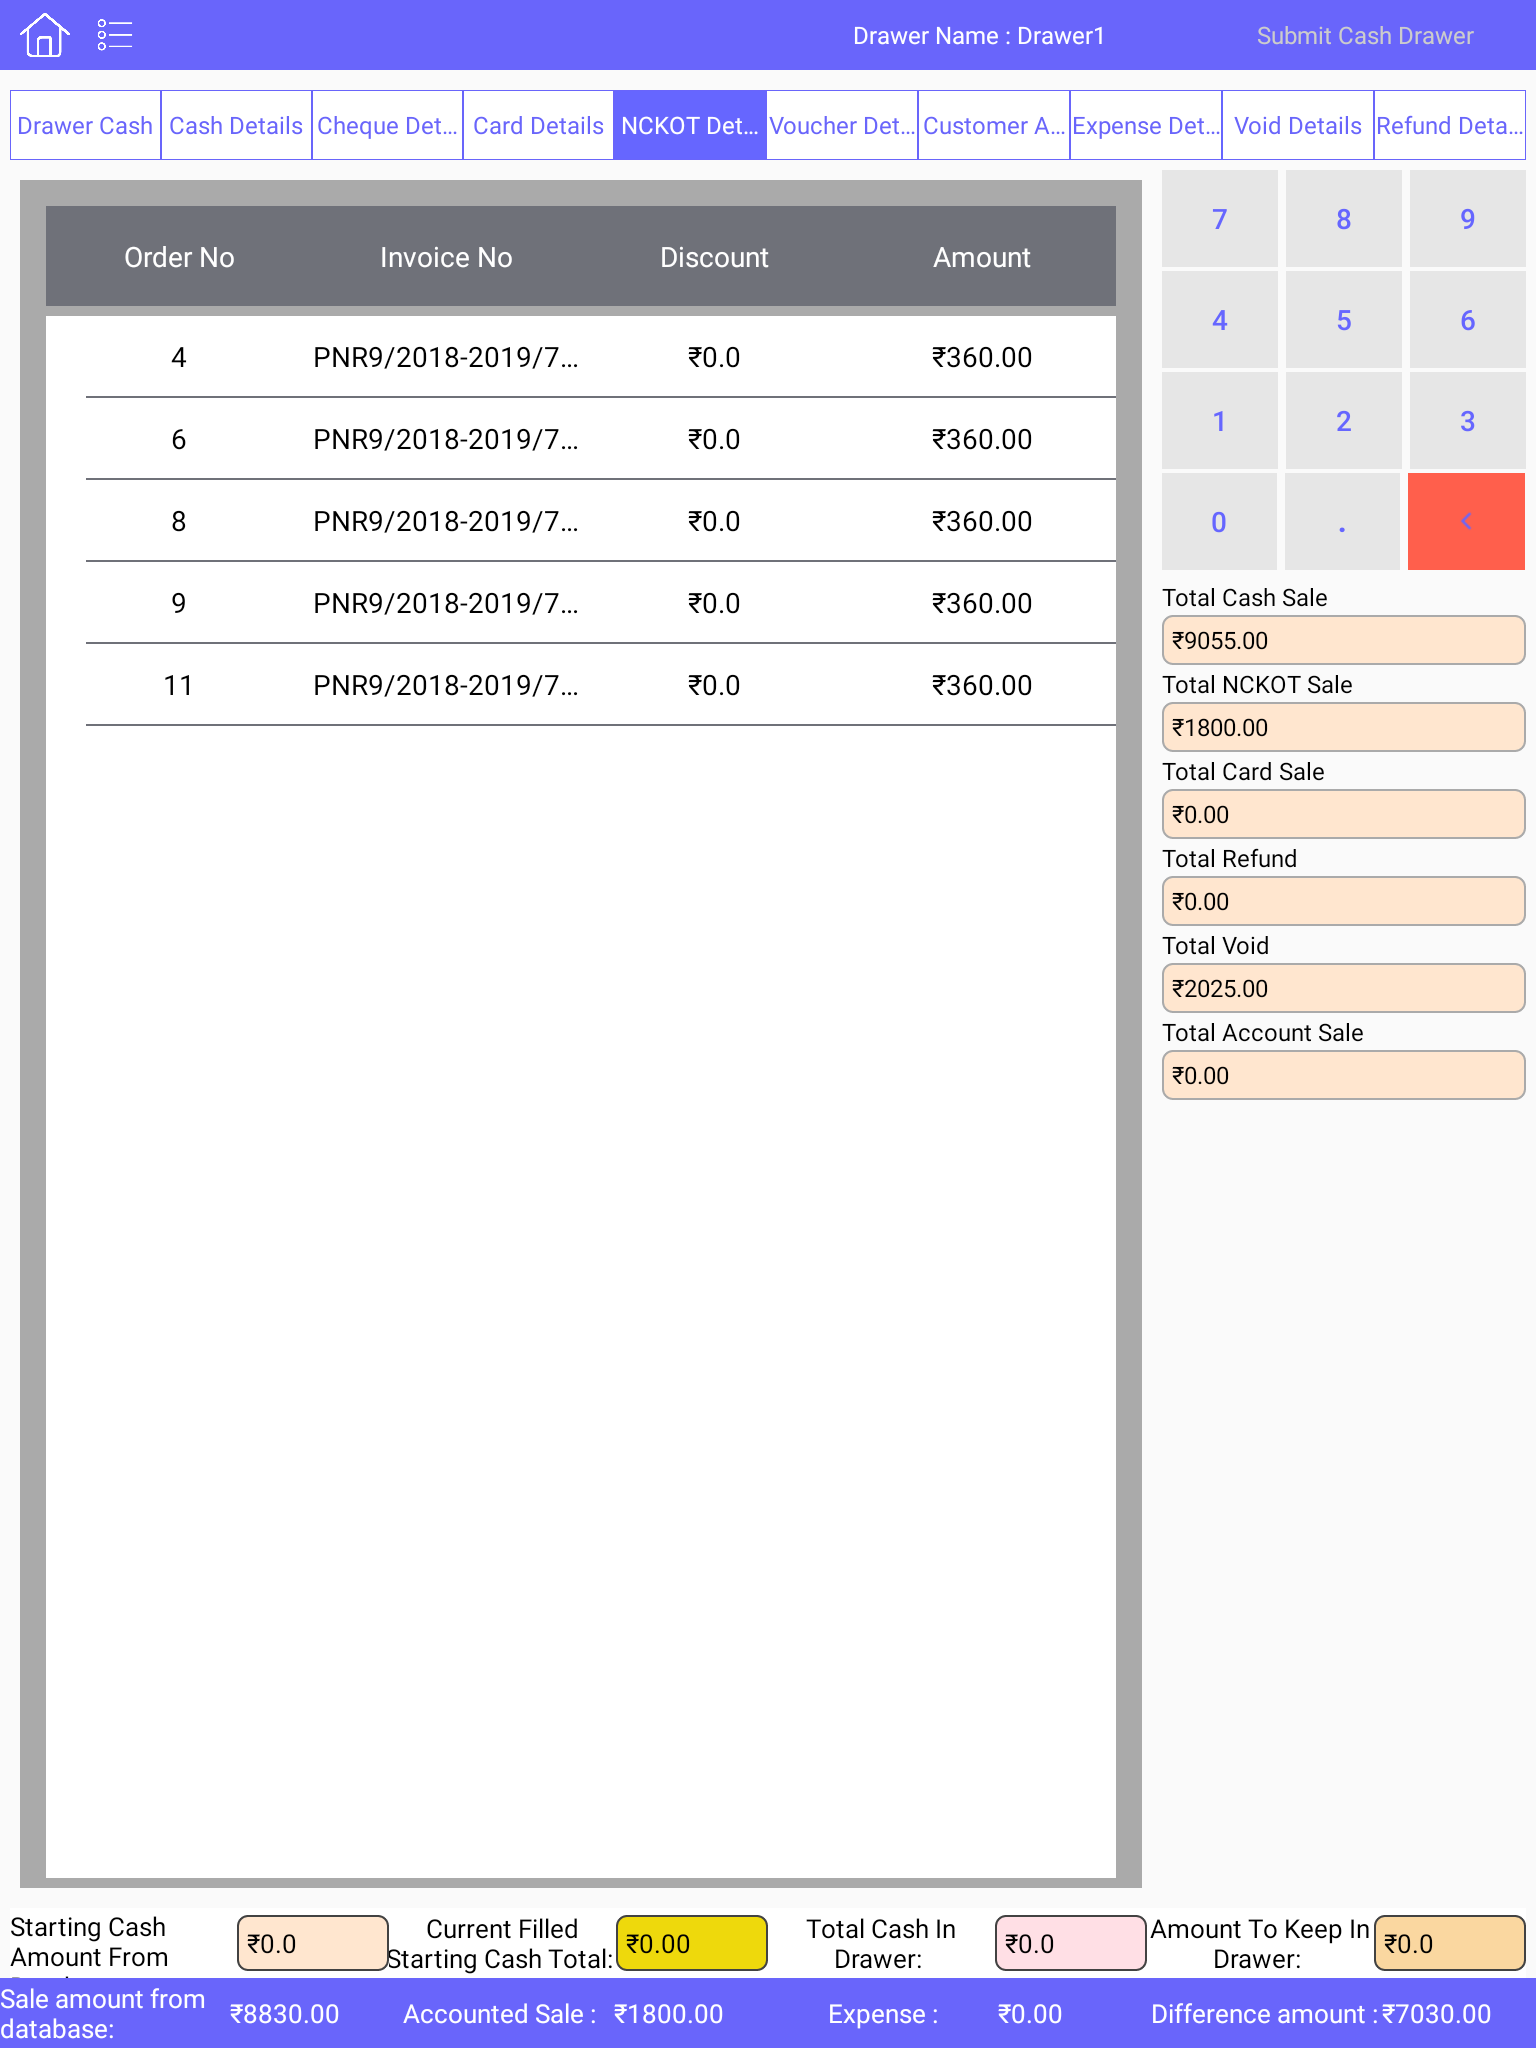 Drawer Name : Drawer1
Submit Cash Drawer
Drawer Cash
Cash Details
Cheque Det...
Card Details
NCKOT Det...
Voucher Det...
Customer A...
Expense Det...
Void Details
Refund Deta...
Order No Invoice No Discount Amount
4 PNR9/2018-2019/7... ₹0.0 ₹360.00
6 PNR9/2018-2019/7... ₹0.0 ₹360.00
8 PNR9/2018-2019/7... ₹0.0 ₹360.00
9 PNR9/2018-2019/7... ₹0.0 ₹360.00
11 PNR9/2018-2019/7... ₹0.0 ₹360.00
7 8 9
4 5 6
1 2 3
0 . <
Total Cash Sale
₹9055.00
Total NCKOT Sale
₹1800.00
Total Card Sale
₹0.00
Total Refund
₹0.00
Total Void
₹2025.00
Total Account Sale
₹0.00
Starting Cash
Amount From
₹0.0
Current Filled
Starting Cash Total:
₹0.00
Total Cash In
Drawer:
₹0.0
Amount To Keep In
Drawer:
₹0.0
Sale amount from
database:
₹8830.00
Accounted Sale : ₹1800.00
Expense : ₹0.00
Difference amount : ₹7030.00